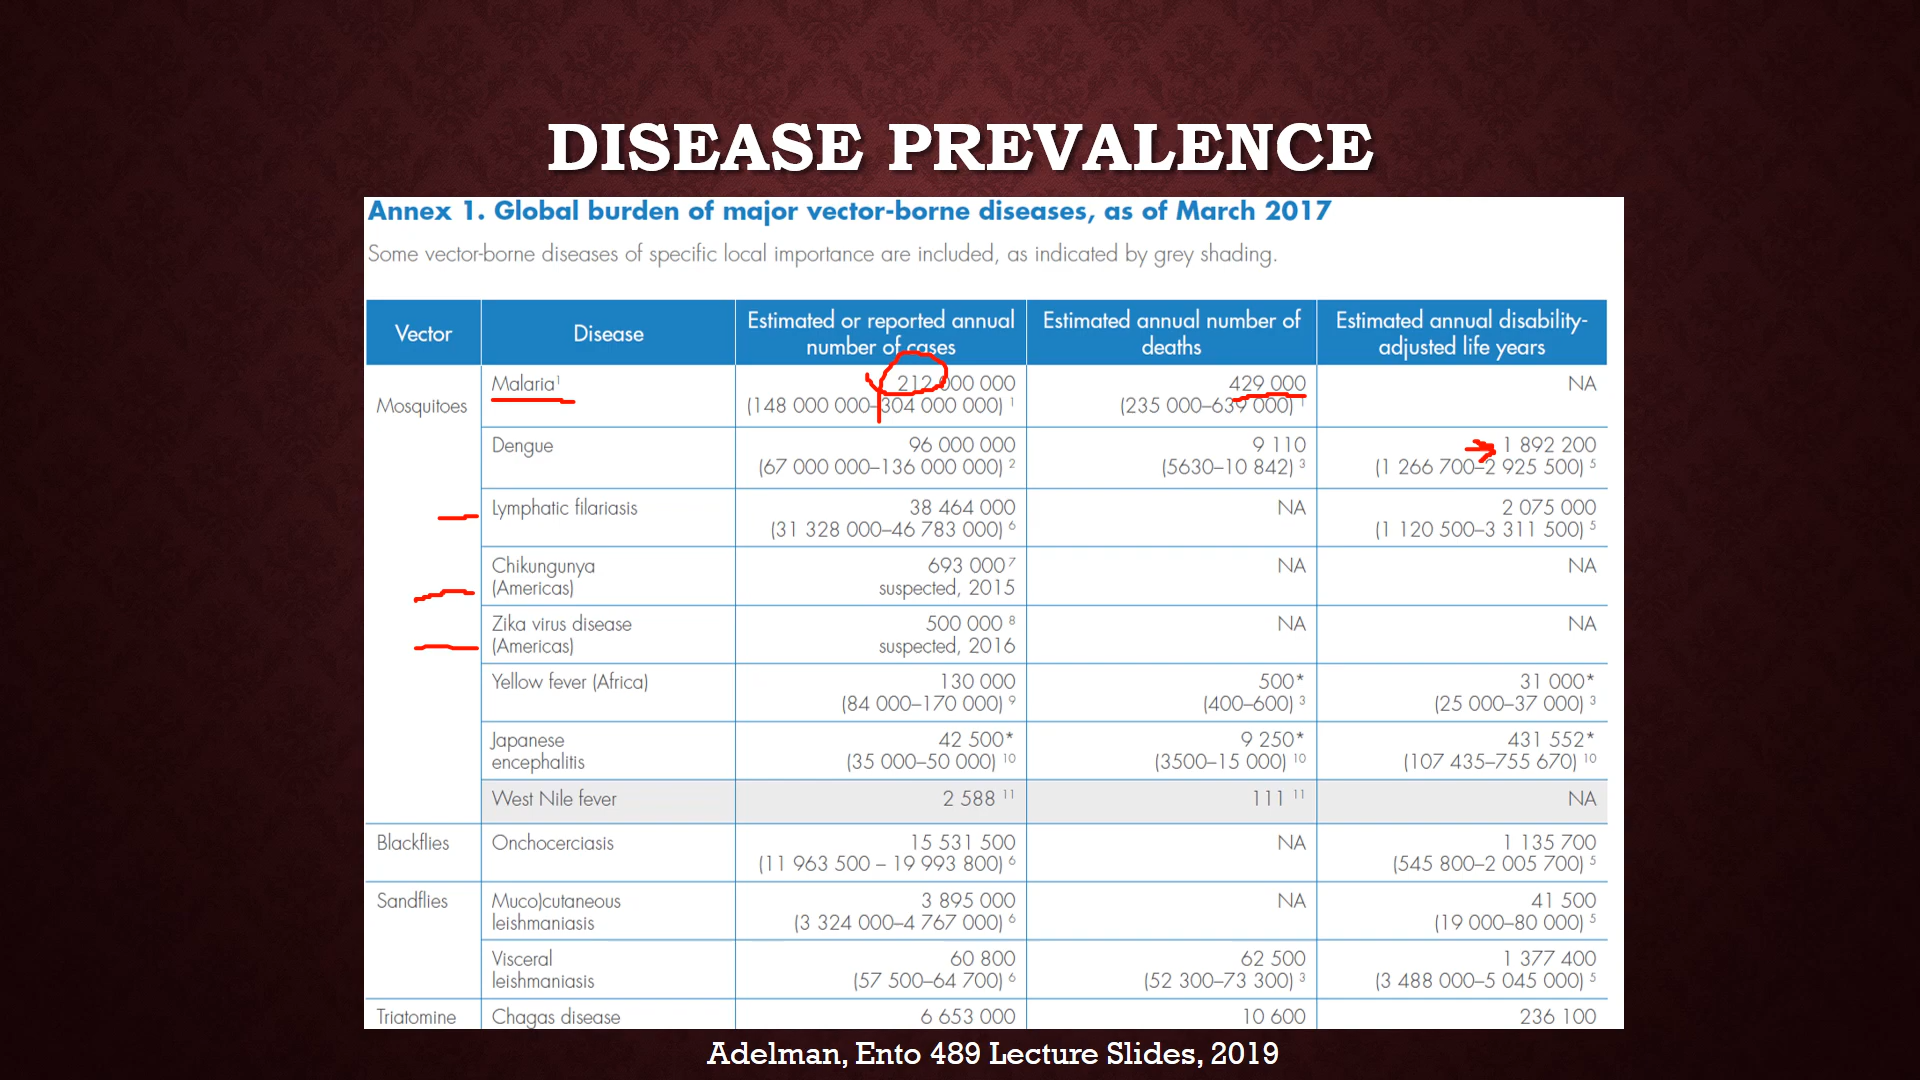 DISEASE PREVALENCE
Annex 1. Global burden of major vector-borne diseases, as of March 2017
Some vector-borne diseases of specific local importance are included, as indicated by grey shading.
Vector
Disease
Estimated or reported annual
number of cases
Estimated annual number of
deaths
Estimated annual disability-
adjusted life years
Mosquitoes
Malaria¹
212 000 000
(148 000 000–304 000 000) ¹
429 000
(235 000–639 000) ¹
NA
Dengue
96 000 000
(67 000 000–136 000 000) ²
9 110
(5630–10 842) ³
1 892 200
(1 266 700–2 925 500) ⁵
Lymphatic filariasis
38 464 000
(31 328 000–46 783 000) ⁶
NA
2 075 000
(1 120 500–3 311 500) ⁵
Chikungunya
(Americas)
693 000⁷
suspected, 2015
NA
NA
Zika virus disease
(Americas)
500 000 ⁸
suspected, 2016
NA
NA
Yellow fever (Africa)
130 000
(84 000–170 000) ⁹
500*
(400–600) ³
31 000*
(25 000–37 000) ³
Japanese
encephalitis
42 500*
(35 000–50 000) ¹⁰
9 250*
(3500–15 000) ¹⁰
431 552*
(107 435–755 670) ¹⁰
West Nile fever
2 588 ¹¹
111 ¹¹
NA
Blackflies
Onchocerciasis
15 531 500
(11 963 500 – 19 993 800) ⁶
NA
1 135 700
(545 800–2 005 700) ⁵
Sandflies
Muco)cutaneous
leishmaniasis
3 895 000
(3 324 000–4 767 000) ⁶
NA
41 500
(19 000–80 000) ⁵
Visceral
leishmaniasis
60 800
(57 500–64 700) ⁶
62 500
(52 300–73 300) ³
1 377 400
(3 488 000–5 045 000) ⁵
Triatomine
Chagas disease
6 653 000
10 600
236 100
Adelman, Ento 489 Lecture Slides, 2019